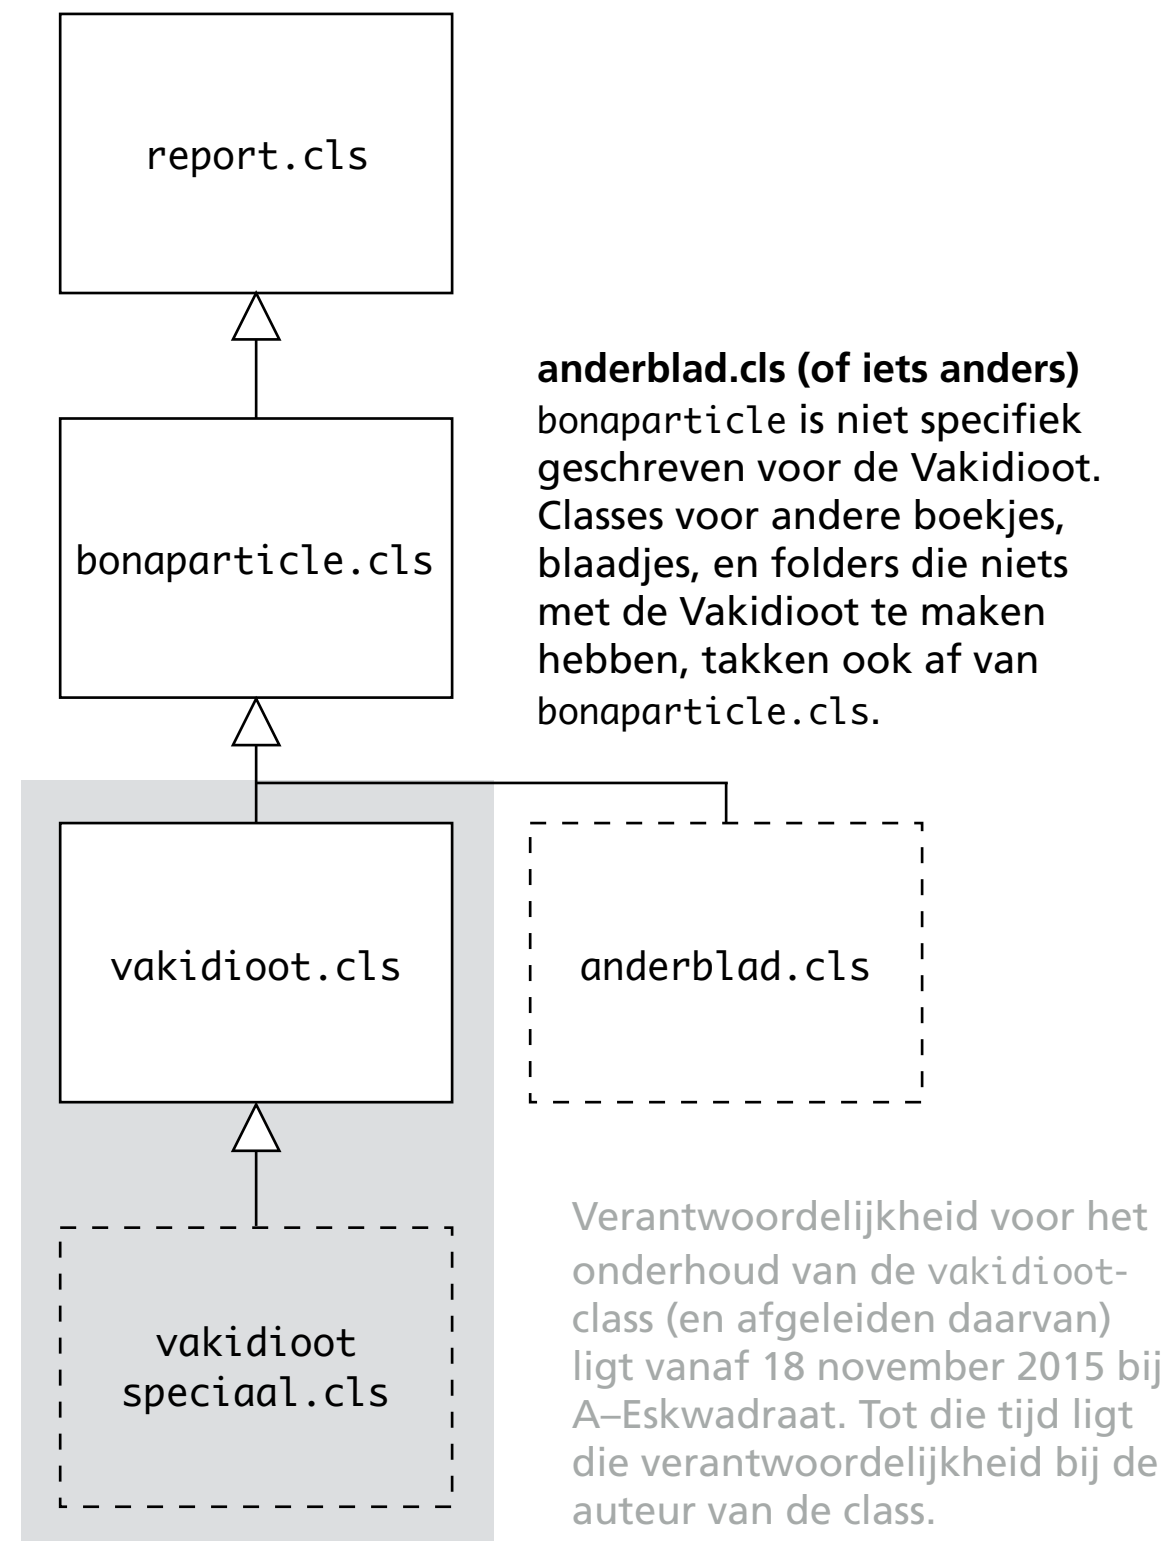 report.cls
anderblad.cls (of iets anders)
bonaparticle is niet specifiek
geschreven voor de Vakidioot.
Classes voor andere boekjes,
blaadjes, en folders die niets
met de Vakidioot te maken
hebben, takken ook af van
bonaparticle.cls.
bonaparticle.cls
vakidioot.cls
anderblad.cls
vakidioot
speciaal.cls
Verantwoordelijkheid voor het
onderhoud van de vakidioot-
class (en afgeleiden daarvan)
ligt vanaf 18 november 2015 bij
A–Eskwadraat. Tot die tijd ligt
die verantwoordelijkheid bij de
auteur van de class.